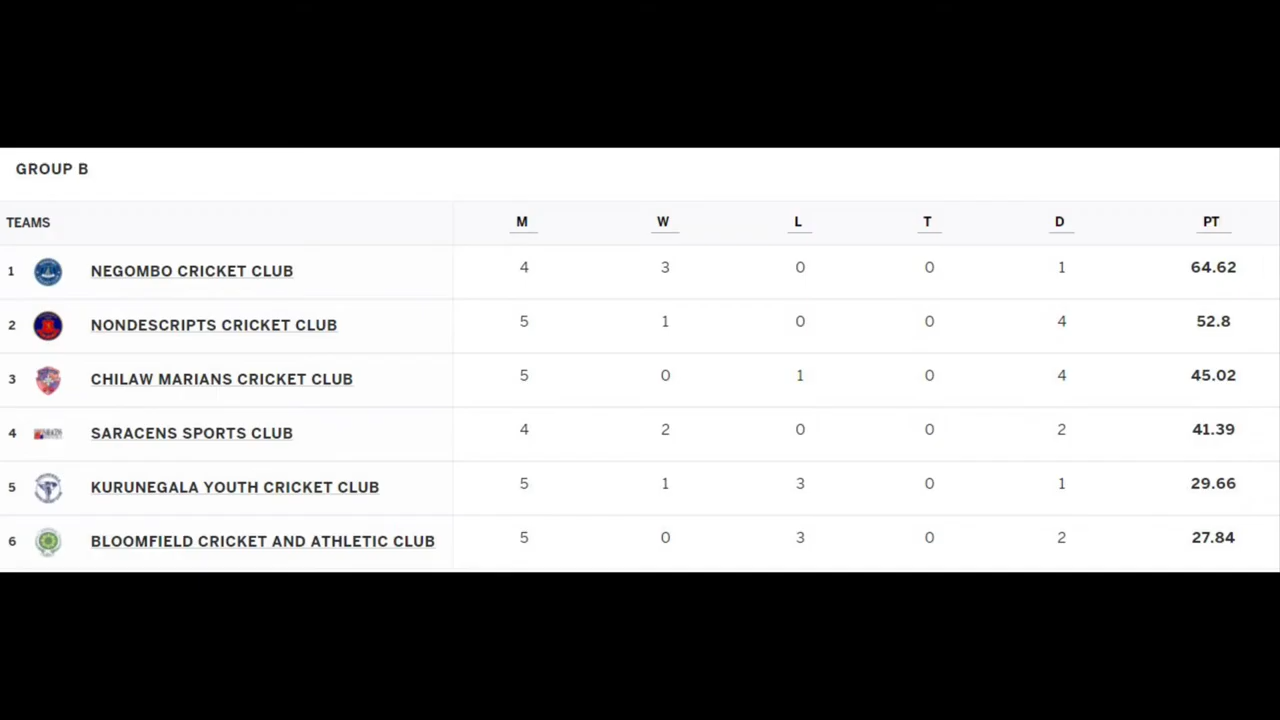 GROUP B
TEAMS M W L T D PT
1 NEGOMBO CRICKET CLUB 4 3 0 0 1 64.62
2 NONDESCRIPTS CRICKET CLUB 5 1 0 0 4 52.8
3 CHILAW MARIANS CRICKET CLUB 5 0 1 0 4 45.02
4 SARACENS SPORTS CLUB 4 2 0 0 2 41.39
5 KURUNEGALA YOUTH CRICKET CLUB 5 1 3 0 1 29.66
6 BLOOMFIELD CRICKET AND ATHLETIC CLUB 5 0 3 0 2 27.84